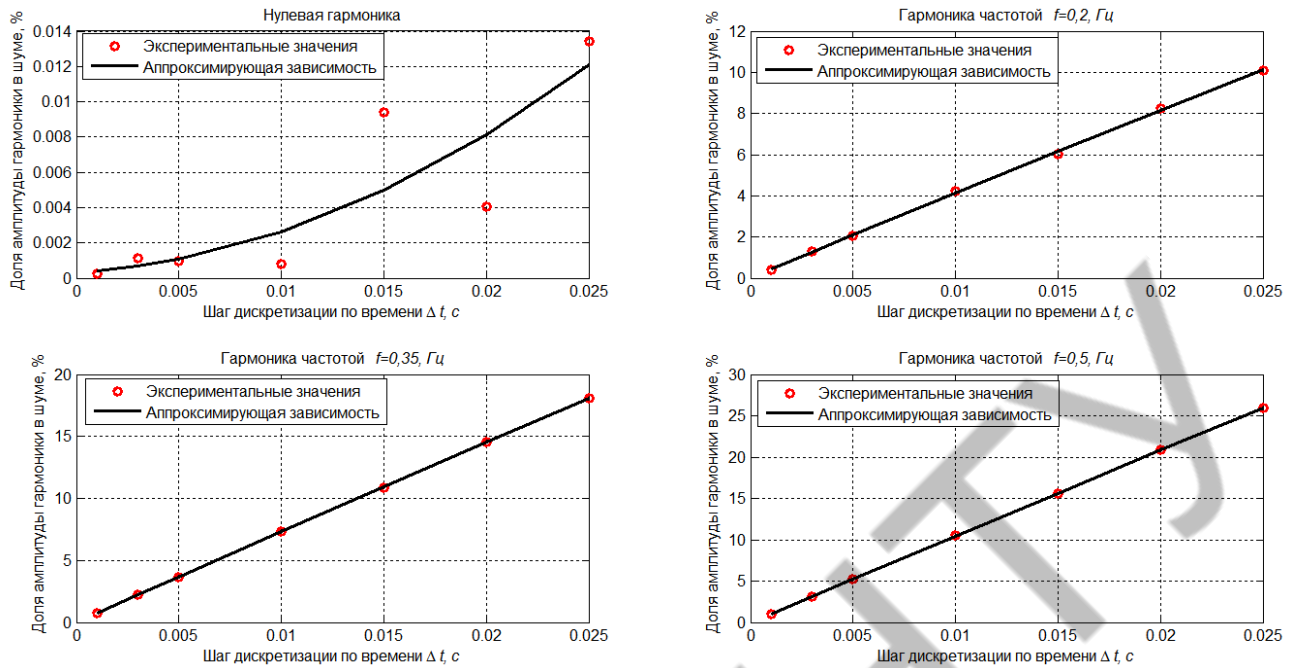 Нулевая гармоника
Доля амплитуды гармоники в шуме, %
0.014
0.012
0.01
0.008
0.006
0.004
0.002
0
Экспериментальные значения
Аппроксимирующая зависимость
0 0.005 0.01 0.015 0.02 0.025
Шаг дискретизации по времени Δ t, с
Гармоника частотой f=0,2, Гц
Доля амплитуды гармоники в шуме, %
12
10
8
6
4
2
0
Экспериментальные значения
Аппроксимирующая зависимость
0 0.005 0.01 0.015 0.02 0.025
Шаг дискретизации по времени Δ t, с
Гармоника частотой f=0,35, Гц
Доля амплитуды гармоники в шуме, %
20
15
10
5
0
Экспериментальные значения
Аппроксимирующая зависимость
0 0.005 0.01 0.015 0.02 0.025
Шаг дискретизации по времени Δ t, с
Гармоника частотой f=0,5, Гц
Доля амплитуды гармоники в шуме, %
30
25
20
15
10
5
0
Экспериментальные значения
Аппроксимирующая зависимость
0 0.005 0.01 0.015 0.02 0.025
Шаг дискретизации по времени Δ t, с